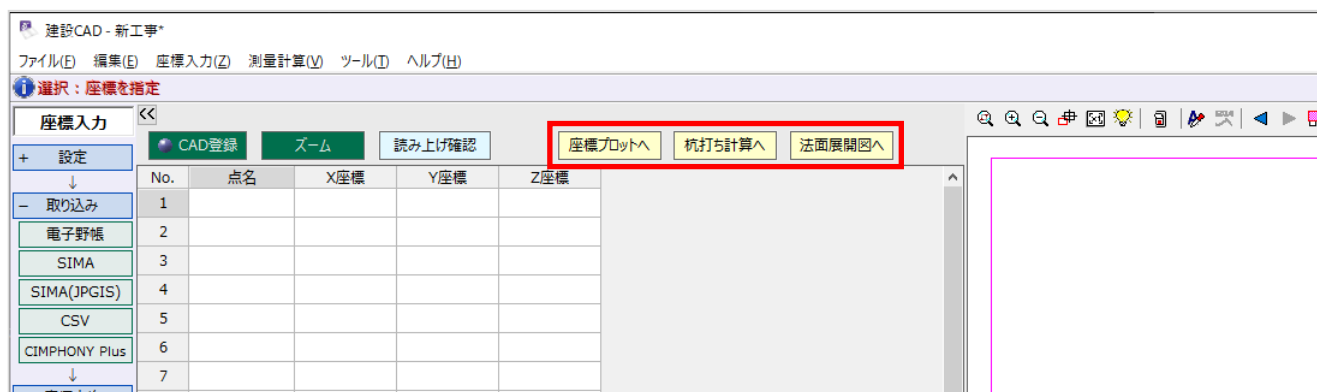 建設CAD - 新工事*
ファイル(F) 編集(E) 座標入力(Z) 測量計算(V) ツール(T) ヘルプ(H)
選択：座標を指定
座標入力 <<
CAD登録 ズーム 読み上げ確認 座標プロットへ 杭打ち計算へ 法面展開図へ
+ 設定
↓
No. 点名 X座標 Y座標 Z座標
- 取り込み
1
電子野帳
2
SIMA
3
SIMA(JPGIS)
4
CSV
5
CIMPHONY Plus
6
↓
7